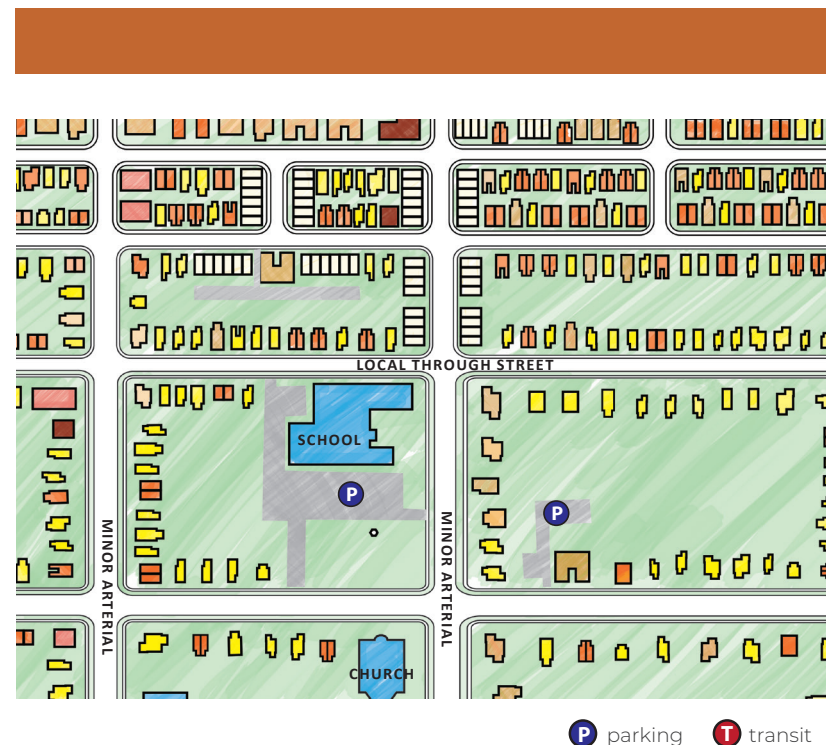 LOCAL THROUGH STREET
SCHOOL
P
P
MINOR ARTERIAL
MINOR ARTERIAL
CHURCH
P parking T transit